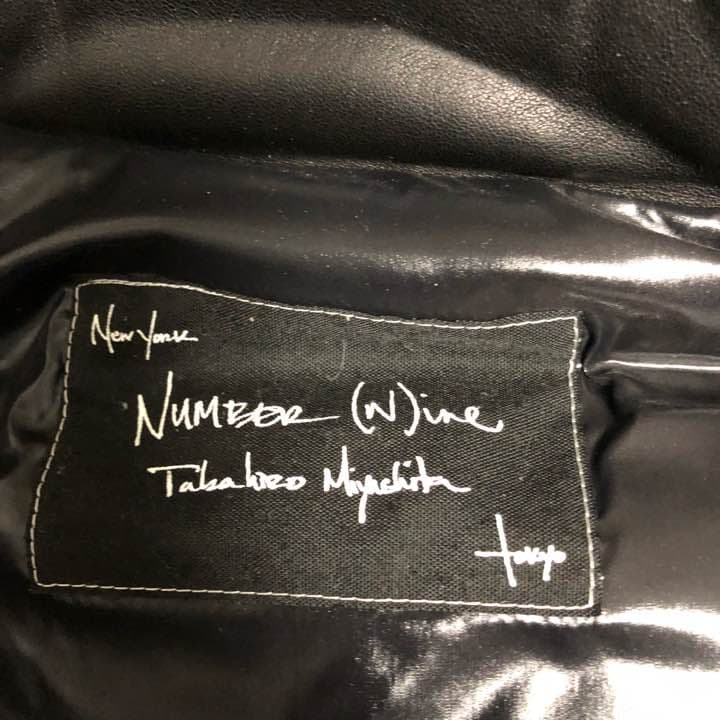 New York
NUMBER (N)ine
Takahiro Miyashita
tokyo